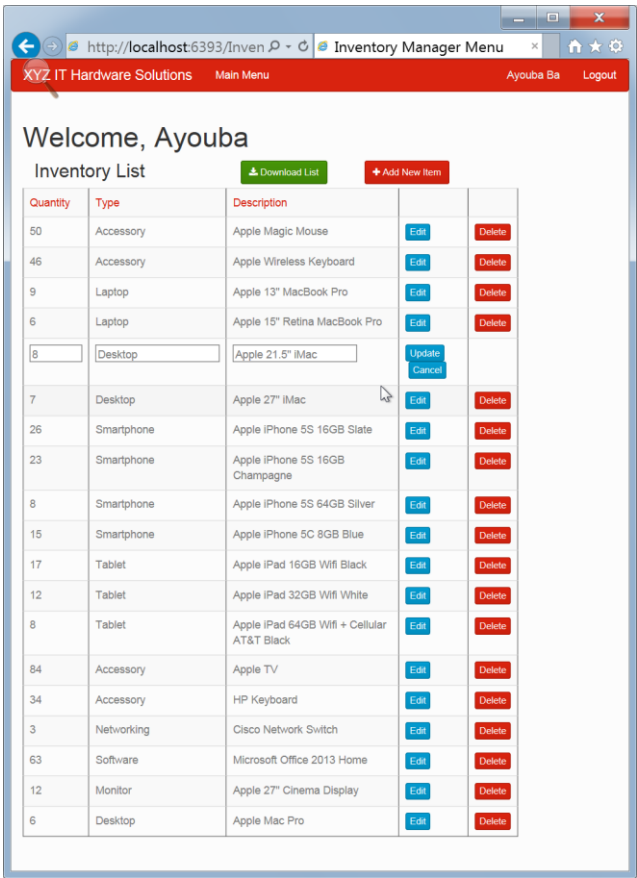 http://localhost:6393/Inven
Inventory Manager Menu
XYZ IT Hardware Solutions Main Menu Ayouba Ba Logout
Welcome, Ayouba
Inventory List Download List Add New Item
Quantity Type Description
50 Accessory Apple Magic Mouse Edit Delete
46 Accessory Apple Wireless Keyboard Edit Delete
9 Laptop Apple 13" MacBook Pro Edit Delete
6 Laptop Apple 15" Retina MacBook Pro Edit Delete
8 Desktop Apple 21.5" iMac Update
Cancel
7 Desktop Apple 27" iMac Edit Delete
26 Smartphone Apple iPhone 5S 16GB Slate Edit Delete
23 Smartphone Apple iPhone 5S 16GB Edit Delete
Champagne
8 Smartphone Apple iPhone 5S 64GB Silver Edit Delete
15 Smartphone Apple iPhone 5C 8GB Blue Edit Delete
17 Tablet Apple iPad 16GB Wifi Black Edit Delete
12 Tablet Apple iPad 32GB Wifi White Edit Delete
8 Tablet Apple iPad 64GB Wifi + Cellular Edit Delete
AT&T Black
84 Accessory Apple TV Edit Delete
34 Accessory HP Keyboard Edit Delete
3 Networking Cisco Network Switch Edit Delete
63 Software Microsoft Office 2013 Home Edit Delete
12 Monitor Apple 27" Cinema Display Edit Delete
6 Desktop Apple Mac Pro Edit Delete